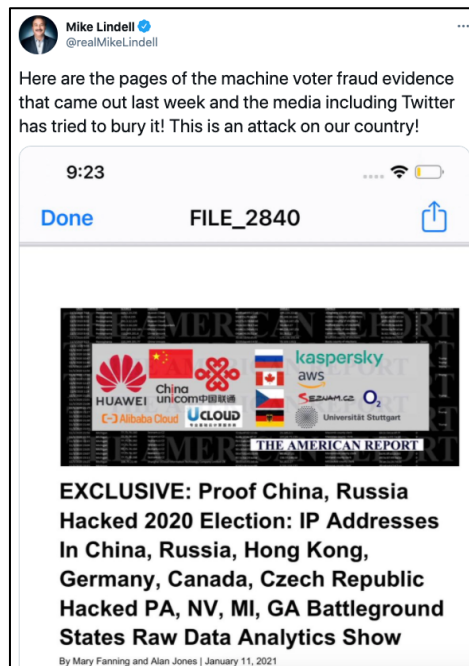 Mike Lindell
@realMikeLindell
Here are the pages of the machine voter fraud evidence
that came out last week and the media including Twitter
has tried to bury it! This is an attack on our country!
9:23
Done FILE_2840
THE AMERICAN REPORT
HUAWEI
China
unicom中国联通
Alibaba Cloud
UCLOUD
kaspersky
aws
SEZNAM.CZ O2
Universität Stuttgart
THE AMERICAN REPORT
EXCLUSIVE: Proof China, Russia
Hacked 2020 Election: IP Addresses
In China, Russia, Hong Kong,
Germany, Canada, Czech Republic
Hacked PA, NV, MI, GA Battleground
States Raw Data Analytics Show
By Mary Fanning and Alan Jones | January 11, 2021